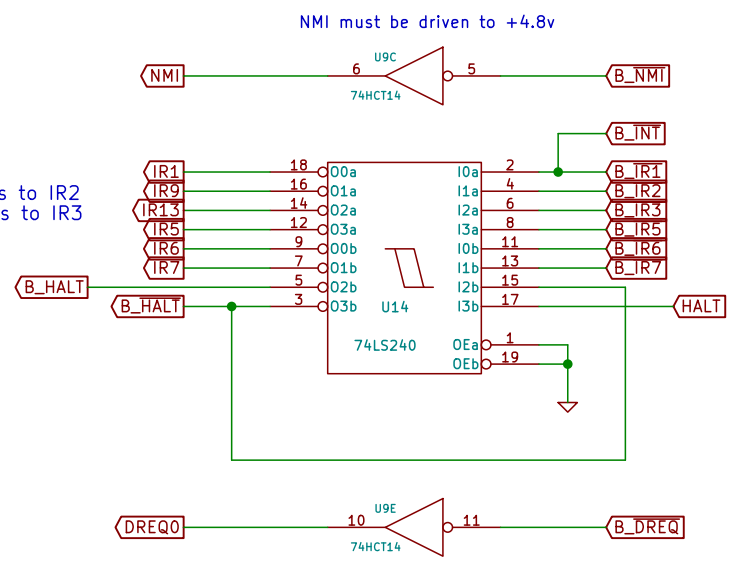 NMI must be driven to +4.8v
U9C
NMI 6 5 B_NMI
74HCT14
B_INT
IR1 18 O0a I0a 2 B_IR1
s to IR2 IR9 16 O1a I1a 4 B_IR2
s to IR3 IR13 14 O2a I2a 6 B_IR3
IR5 12 O3a I3a 8 B_IR5
IR6 9 O0b I0b 11 B_IR6
IR7 7 O1b I1b 13 B_IR7
B_HALT 5 O2b I2b 15
B_HALT 3 O3b U14 I3b 17 HALT
74LS240 OEa 1
OEb 19
U9E
DREQ0 10 11 B_DREQ
74HCT14